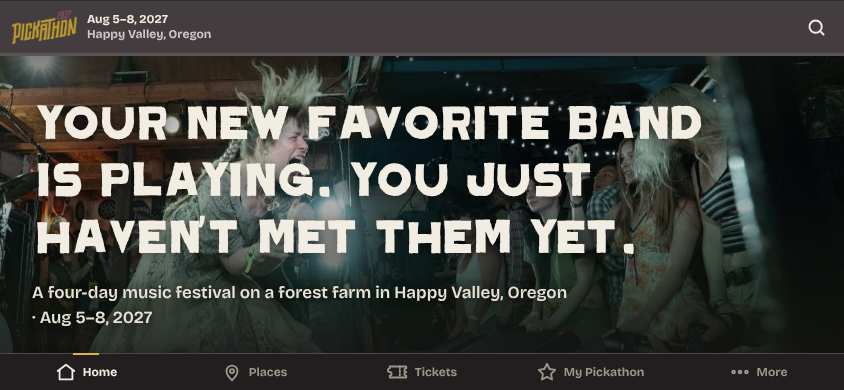 PICKATHON
Aug 5–8, 2027
Happy Valley, Oregon
YOUR NEW FAVORITE BAND
IS PLAYING. YOU JUST
HAVEN'T MET THEM YET.
A four-day music festival on a forest farm in Happy Valley, Oregon
· Aug 5–8, 2027
Home
Places
Tickets
My Pickathon
More